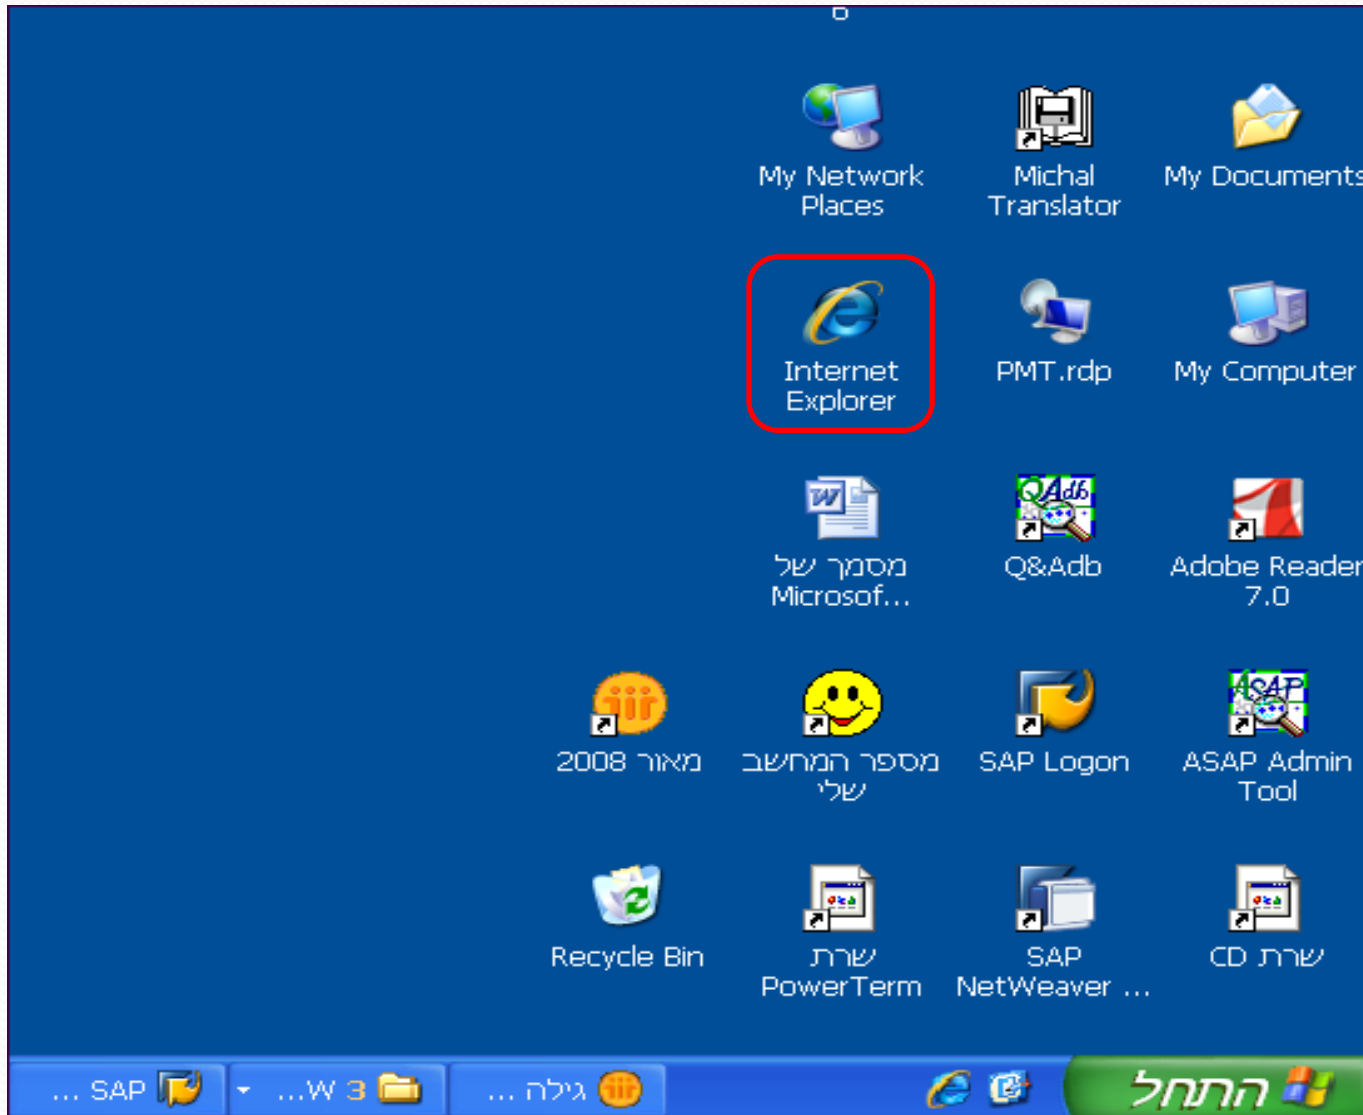 My Network
Places
Michal
Translator
My Documents
Internet
Explorer
PMT.rdp
My Computer
מסמך של
Microsof...
Q&Adb
Adobe Reader
7.0
מאור 2008
מספר המחשב
שלי
SAP Logon
ASAP Admin
Tool
Recycle Bin
שרת
PowerTerm
SAP
NetWeaver ...
שרת CD
... SAP
...W 3
גילה ...
התחל